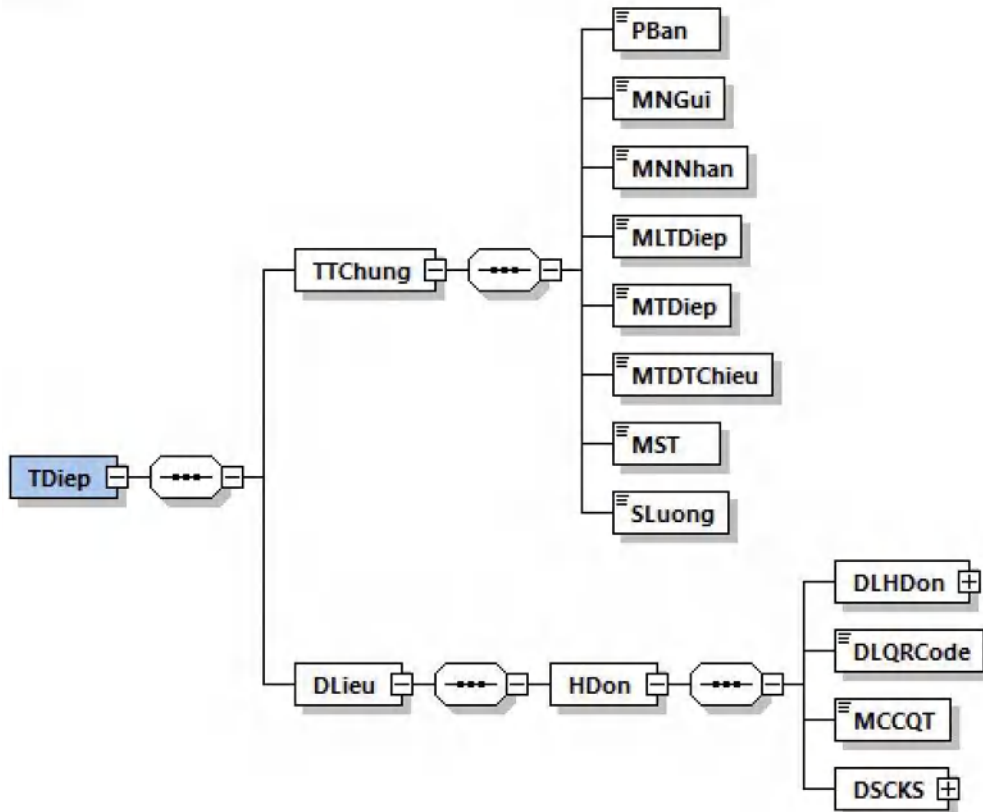 PBan
MNGui
MNNhan
MLTDiep
TTChung
MTDiep
MTDTChieu
MST
TDiep
SLuong
DLHDon
DLQRCode
DLieu
HDon
MCCQT
DSCKS